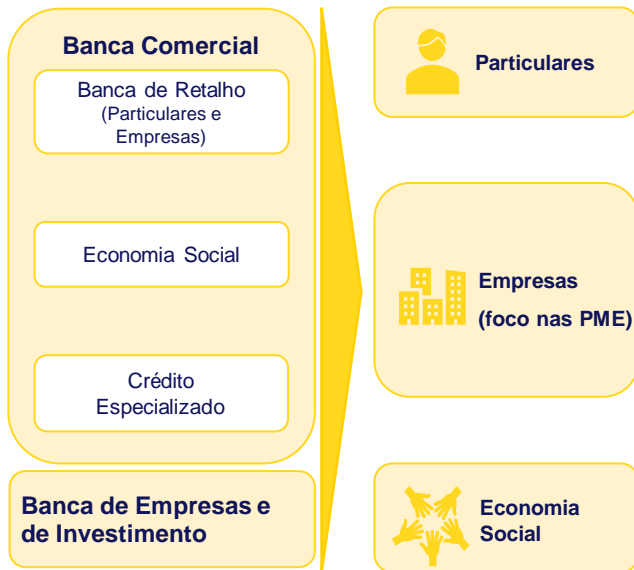 Banca Comercial
Banca de Retalho
(Particulares e
Empresas)
Economia Social
Crédito
Especializado
Banca de Empresas e
de Investimento
Particulares
Empresas
(foco nas PME)
Economia
Social